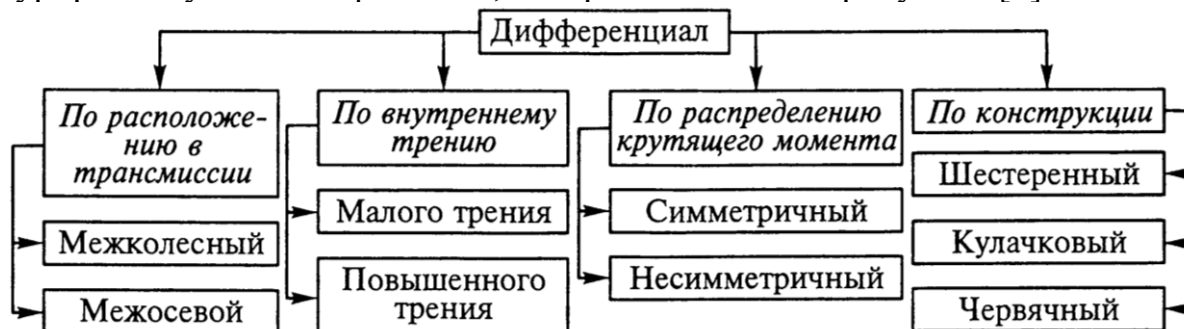 Дифференциал
По расположе-
нию в
трансмиссии
Межколесный
Межосевой
По внутреннему
трению
Малого трения
Повышенного
трения
По распределению
крутящего момента
Симметричный
Несимметричный
По конструкции
Шестеренный
Кулачковый
Червячный